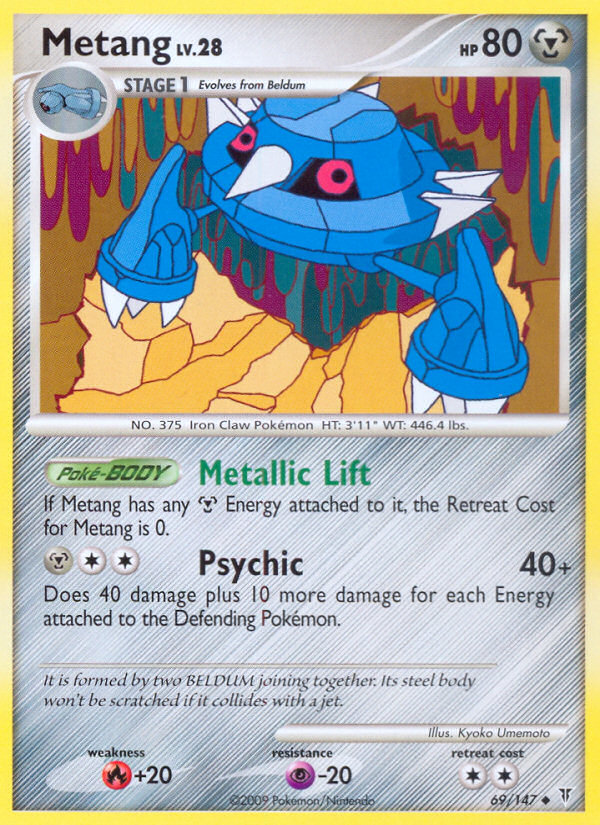 Metang LV.28 HP 80
STAGE 1 Evolves from Beldum
NO. 375 Iron Claw Pokémon HT: 3'11" WT: 446.4 lbs.
Poké-BODY Metallic Lift
If Metang has any Energy attached to it, the Retreat Cost
for Metang is 0.
Psychic 40+
Does 40 damage plus 10 more damage for each Energy
attached to the Defending Pokémon.
It is formed by two BELDUM joining together. Its steel body
won't be scratched if it collides with a jet.
Illus. Kyoko Umemoto
weakness resistance retreat cost
+20 -20
©2009 Pokémon/Nintendo 69/147